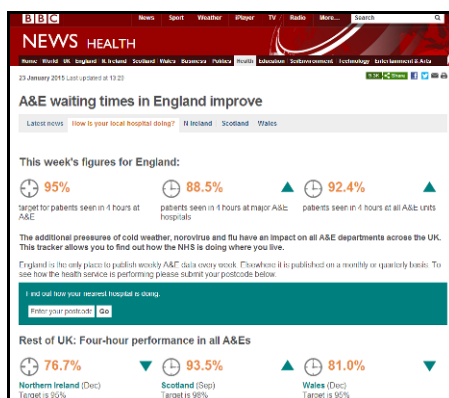 BBC News Sport Weather iPlayer TV Radio More... Search
NEWS HEALTH
Home World UK England N.Ireland Scotland Wales Business Politics Health Education Sci/Environment Technology Entertainment & Arts
23 January 2015 Last updated at 13:23
Share
A&E waiting times in England improve
Latest news How is your local hospital doing? N Ireland Scotland Wales
This week's figures for England:
95% 88.5% 92.4%
target for patients seen in 4 hours at patients seen in 4 hours at major A&E patients seen in 4 hours at all A&E units
A&E hospitals
The additional pressures of cold weather, norovirus and flu have an impact on all A&E departments across the UK.
This tracker allows you to find out how the NHS is doing where you live.
England is the only place to publish weekly A&E data every week. Elsewhere it is published on a monthly or quarterly basis. To
see how the health service is performing please submit your postcode below.
Find out how your nearest hospital is doing.
Enter your postcode Go
Rest of UK: Four-hour performance in all A&Es
76.7% 93.5% 81.0%
Northern Ireland (Dec) Scotland (Sep) Wales (Dec)
Target is 95% Target is 98% Target is 95%